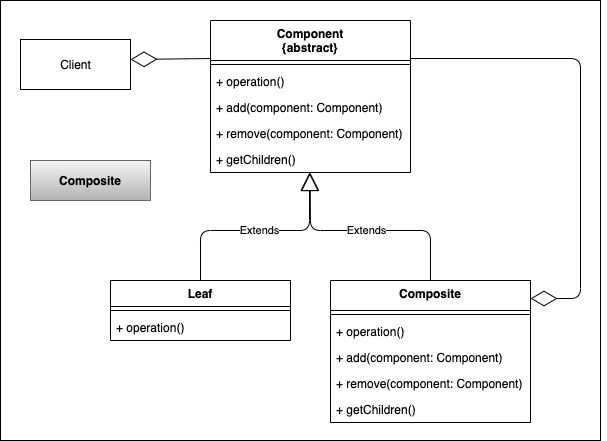 Client
Component
{abstract}
+ operation()
+ add(component: Component)
+ remove(component: Component)
+ getChildren()
Composite
Extends
Extends
Leaf
+ operation()
Composite
+ operation()
+ add(component: Component)
+ remove(component: Component)
+ getChildren()